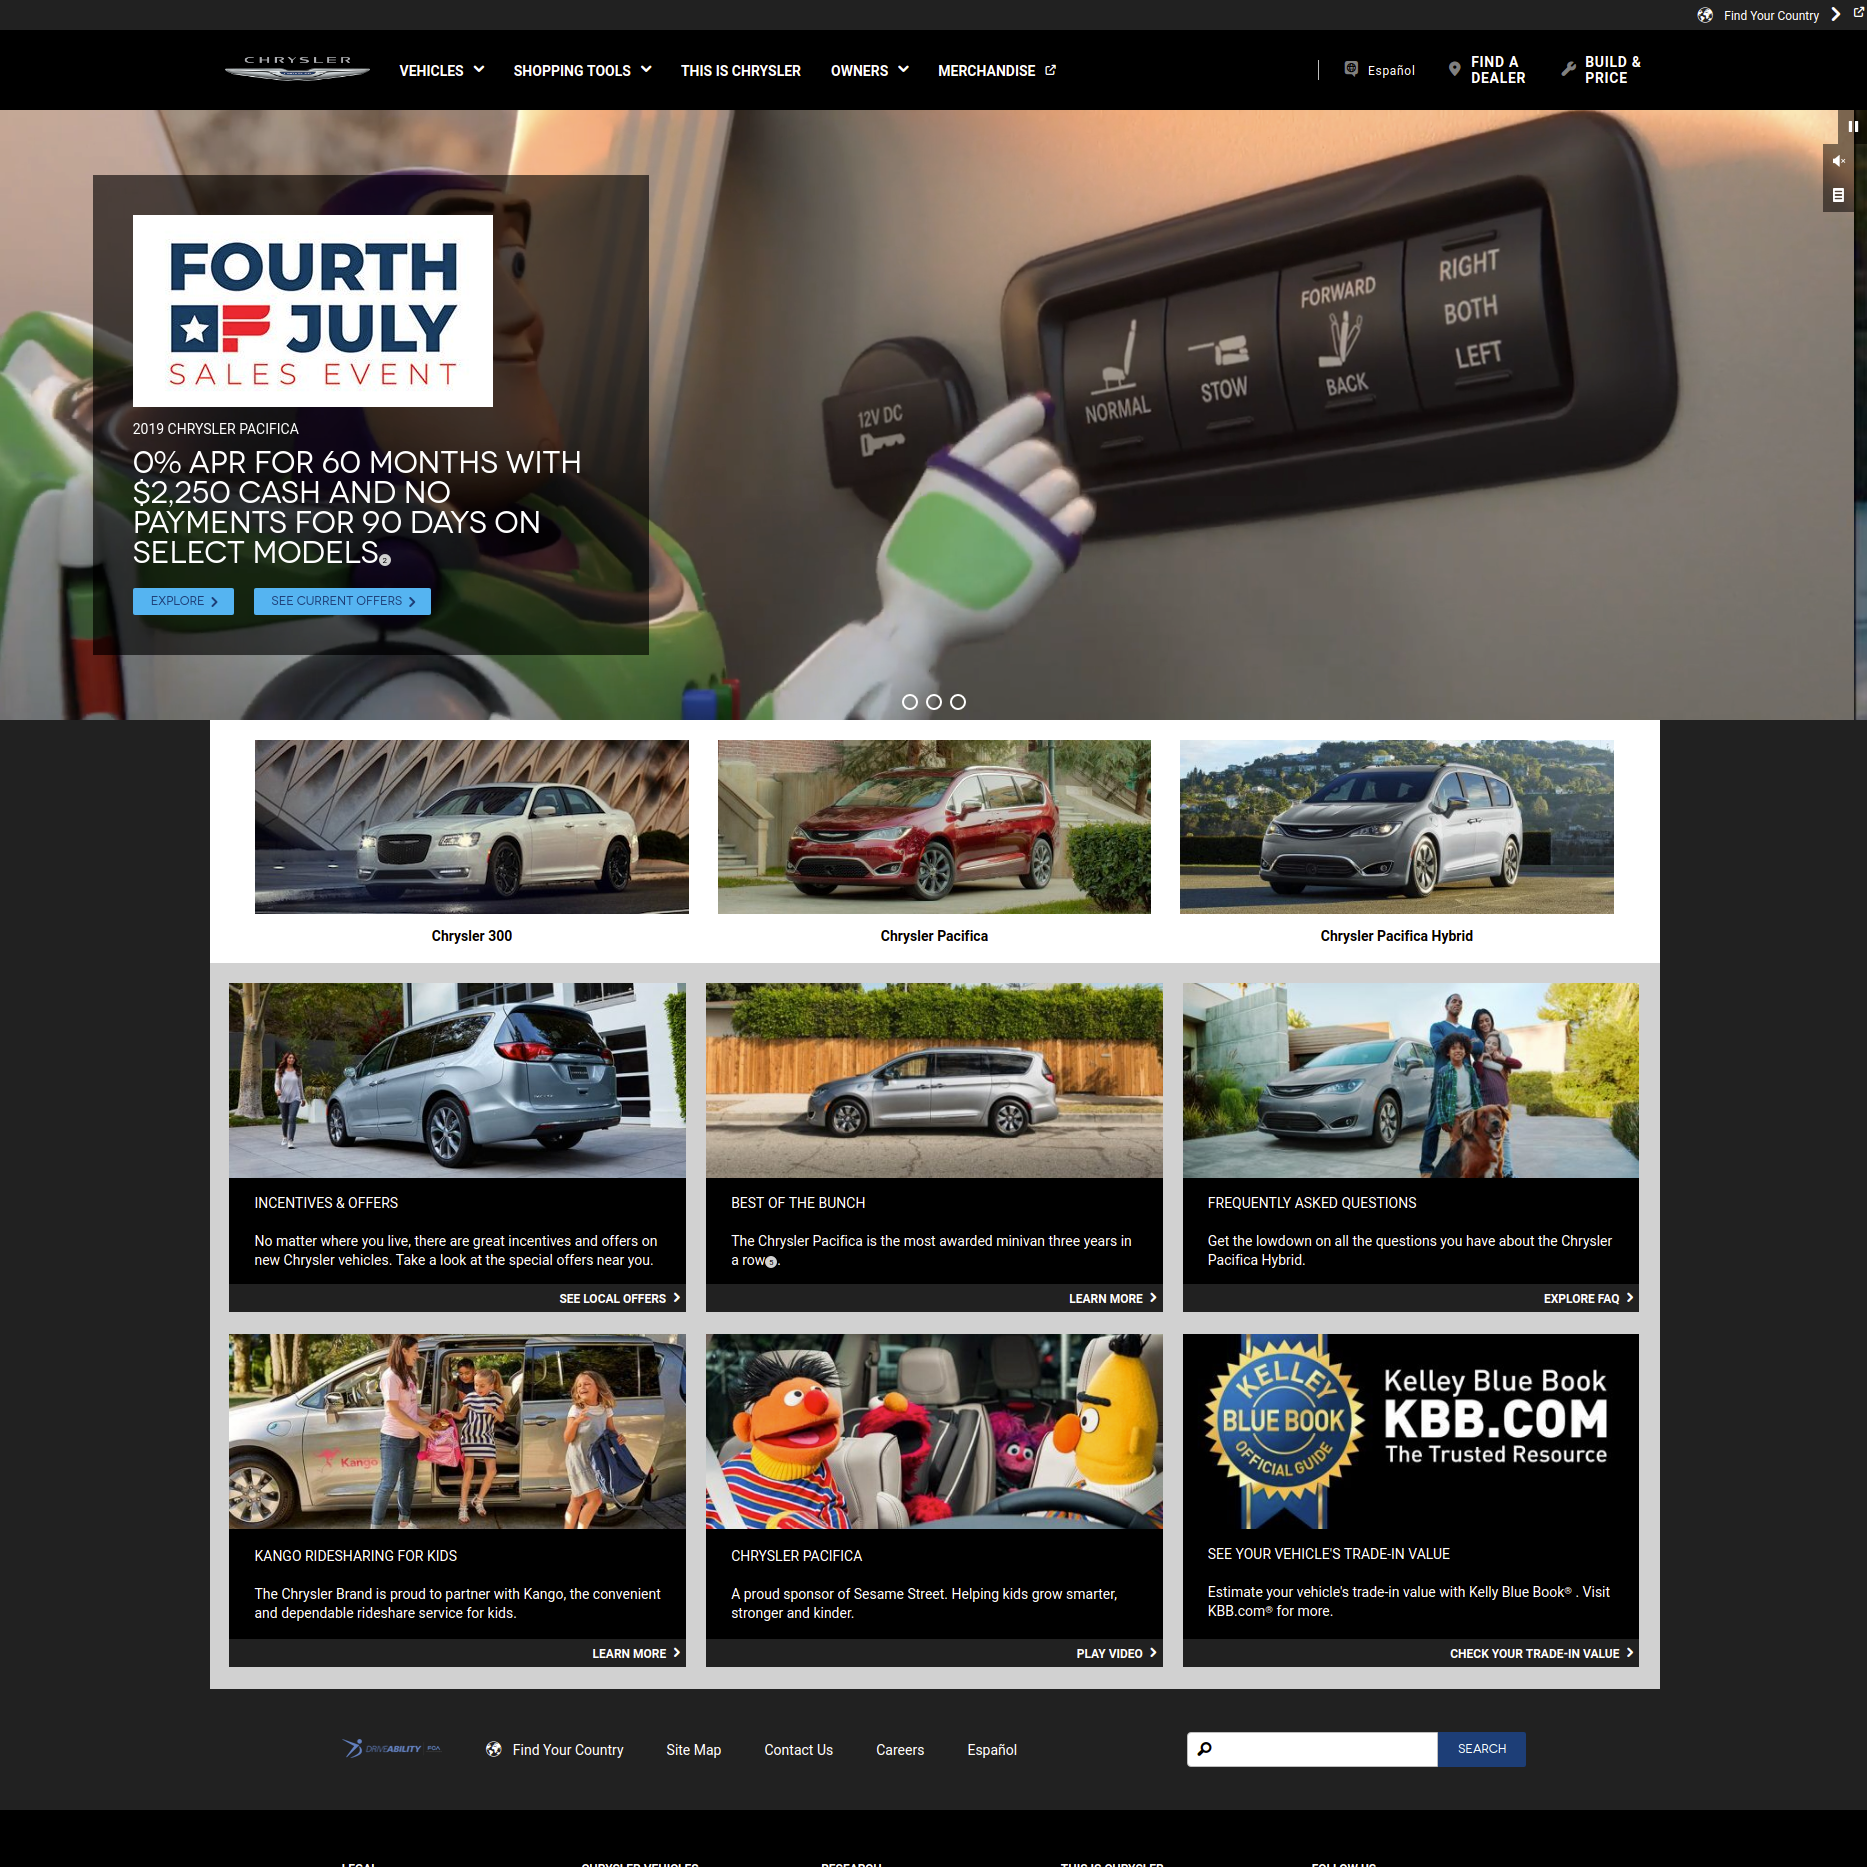 Find Your Country
CHRYSLER
VEHICLES
SHOPPING TOOLS
THIS IS CHRYSLER
OWNERS
MERCHANDISE
Español
FIND A
DEALER
BUILD &
PRICE
FOURTH
OF JULY
SALES EVENT
2019 CHRYSLER PACIFICA
0% APR FOR 60 MONTHS WITH
$2,250 CASH AND NO
PAYMENTS FOR 90 DAYS ON
SELECT MODELS 2
EXPLORE
SEE CURRENT OFFERS
12V DC
NORMAL
STOW
FORWARD
BACK
RIGHT
BOTH
LEFT
Chrysler 300
Chrysler Pacifica
Chrysler Pacifica Hybrid
INCENTIVES & OFFERS
No matter where you live, there are great incentives and offers on
new Chrysler vehicles. Take a look at the special offers near you.
SEE LOCAL OFFERS
BEST OF THE BUNCH
The Chrysler Pacifica is the most awarded minivan three years in
a row.
LEARN MORE
FREQUENTLY ASKED QUESTIONS
Get the lowdown on all the questions you have about the Chrysler
Pacifica Hybrid.
EXPLORE FAQ
Kango
KANGO RIDESHARING FOR KIDS
The Chrysler Brand is proud to partner with Kango, the convenient
and dependable rideshare service for kids.
LEARN MORE
CHRYSLER PACIFICA
A proud sponsor of Sesame Street. Helping kids grow smarter,
stronger and kinder.
PLAY VIDEO
KELLEY
BLUE BOOK
OFFICIAL GUIDE
Kelley Blue Book
KBB.COM
The Trusted Resource
SEE YOUR VEHICLE'S TRADE-IN VALUE
Estimate your vehicle's trade-in value with Kelly Blue Book® . Visit
KBB.com® for more.
CHECK YOUR TRADE-IN VALUE
DRIVEABILITY FCA
Find Your Country
Site Map
Contact Us
Careers
Español
SEARCH
LEGAL
CHRYSLER VEHICLES
RESEARCH
THIS IS CHRYSLER
FOLLOW US